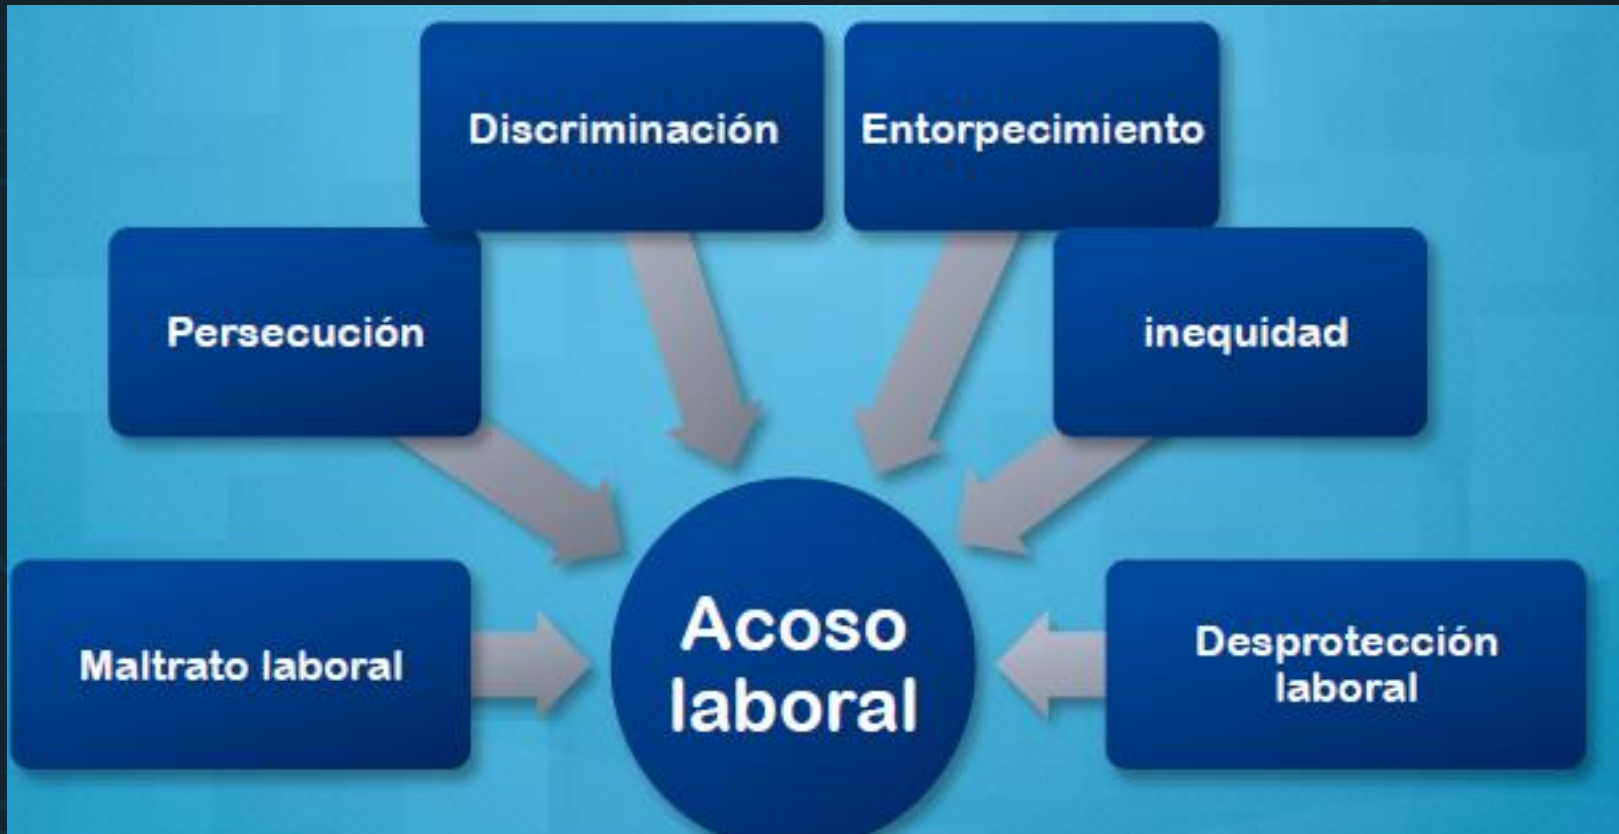 Discriminación
Entorpecimiento
Persecución
inequidad
Maltrato laboral
Acoso
laboral
Desprotección
laboral